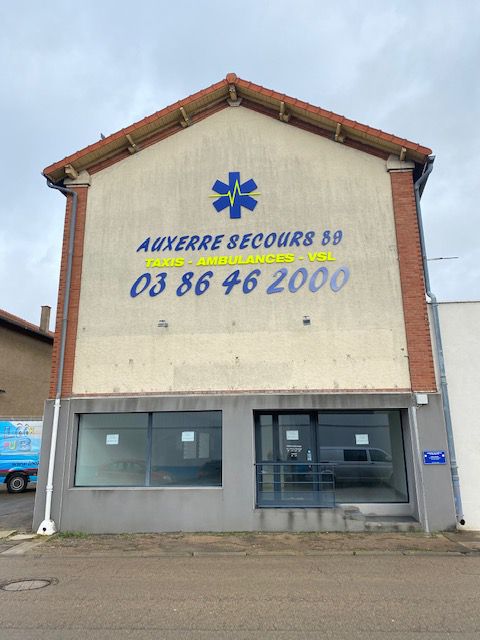 AUXERRE SECOURS 89
TAXIS - AMBULANCES - VSL
03 86 46 2000